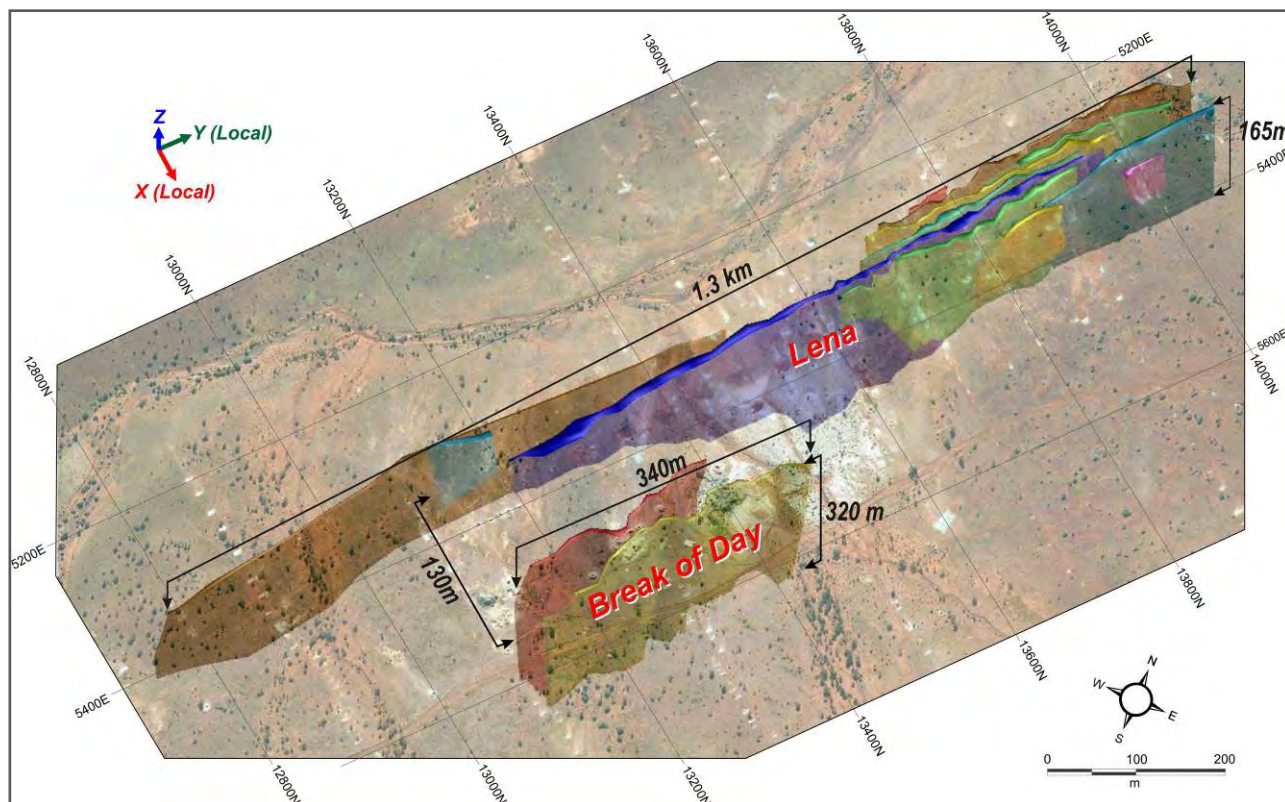 14000N
5200E
13800N
13600N
165m
Z
Y (Local)
13400N
5400E
X (Local)
13200N
13000N
1.3 km
Lena
5600E
12800N
14000N
340m
320 m
5200E
130m
Break of Day
13800N
13600N
5400E
N
W
E
S
13400N
13200N
13000N
12800N
0 100 200
m